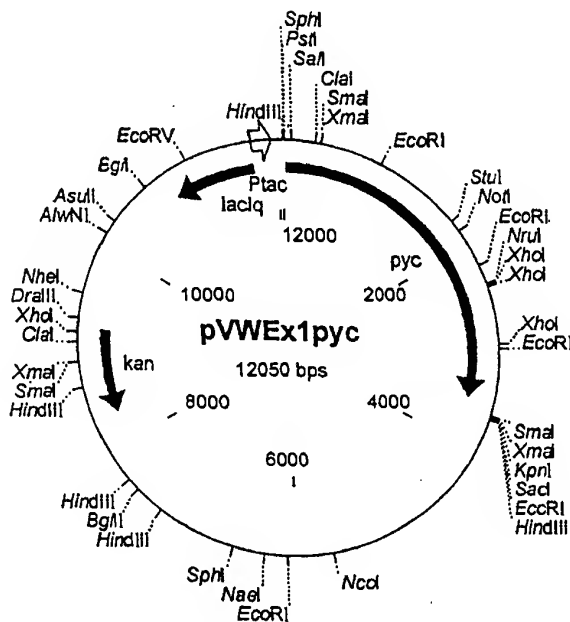 SphI
PstI
SalI
ClaI
SmaI
XmaI
HindIII
EcoRI
EcoRV
Ptac
lacIq
BglI
StuI
NotI
AsuII
AlwNI
12000
EcoRI
NruI
XhoI
XhoI
pyc
NheI
10000
2000
DraIII
XhoI
ClaI
pVWEx1pyc
XhoI
EcoRI
kan
12050 bps
XmaI
SmaI
HindIII
8000
4000
SmaI
XmaI
KpnI
SacI
EccRI
HindIII
6000
HindIII
BglII
HindIII
SphI
NaeI
EcoRI
NcoI